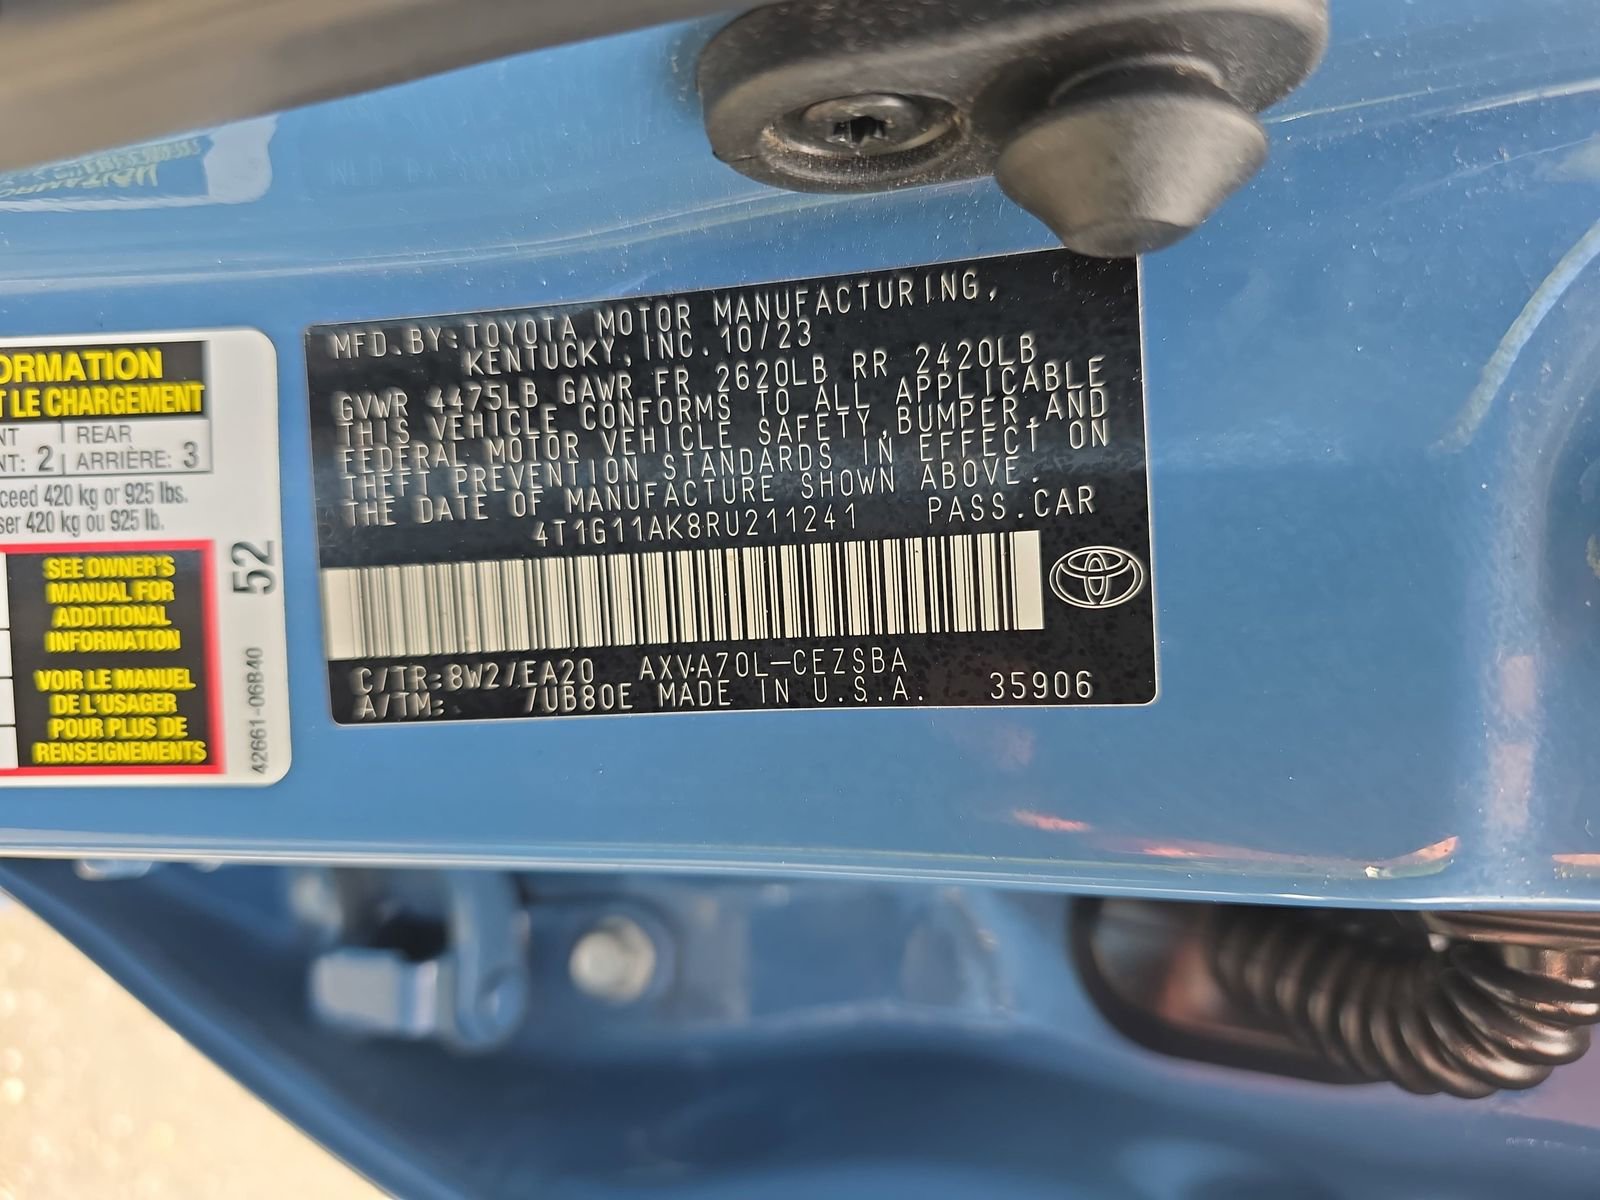 MFD. BY: TOYOTA MOTOR MANUFACTURING,
KENTUCKY, INC. 10/23
GVWR 4475LB GAWR FR 2620LB RR 2420LB
THIS VEHICLE CONFORMS TO ALL APPLICABLE
FEDERAL MOTOR VEHICLE SAFETY, BUMPER, AND
THEFT PREVENTION STANDARDS IN EFFECT ON
THE DATE OF MANUFACTURE SHOWN ABOVE.
4T1G11AK8RU211241 PASS. CAR
C/TR: 8W2/EA20 AXVA70L-CEZSBA
A/TM: /UB80E MADE IN U.S.A. 35906
ORMATION
T LE CHARGEMENT
NT | REAR
NT: 2 | ARRIÈRE: 3
ceed 420 kg or 925 lbs.
ser 420 kg ou 925 lb.
SEE OWNER'S
MANUAL FOR
ADDITIONAL
INFORMATION
VOIR LE MANUEL
DE L'USAGER
POUR PLUS DE
RENSEIGNEMENTS
52
42661-06B40